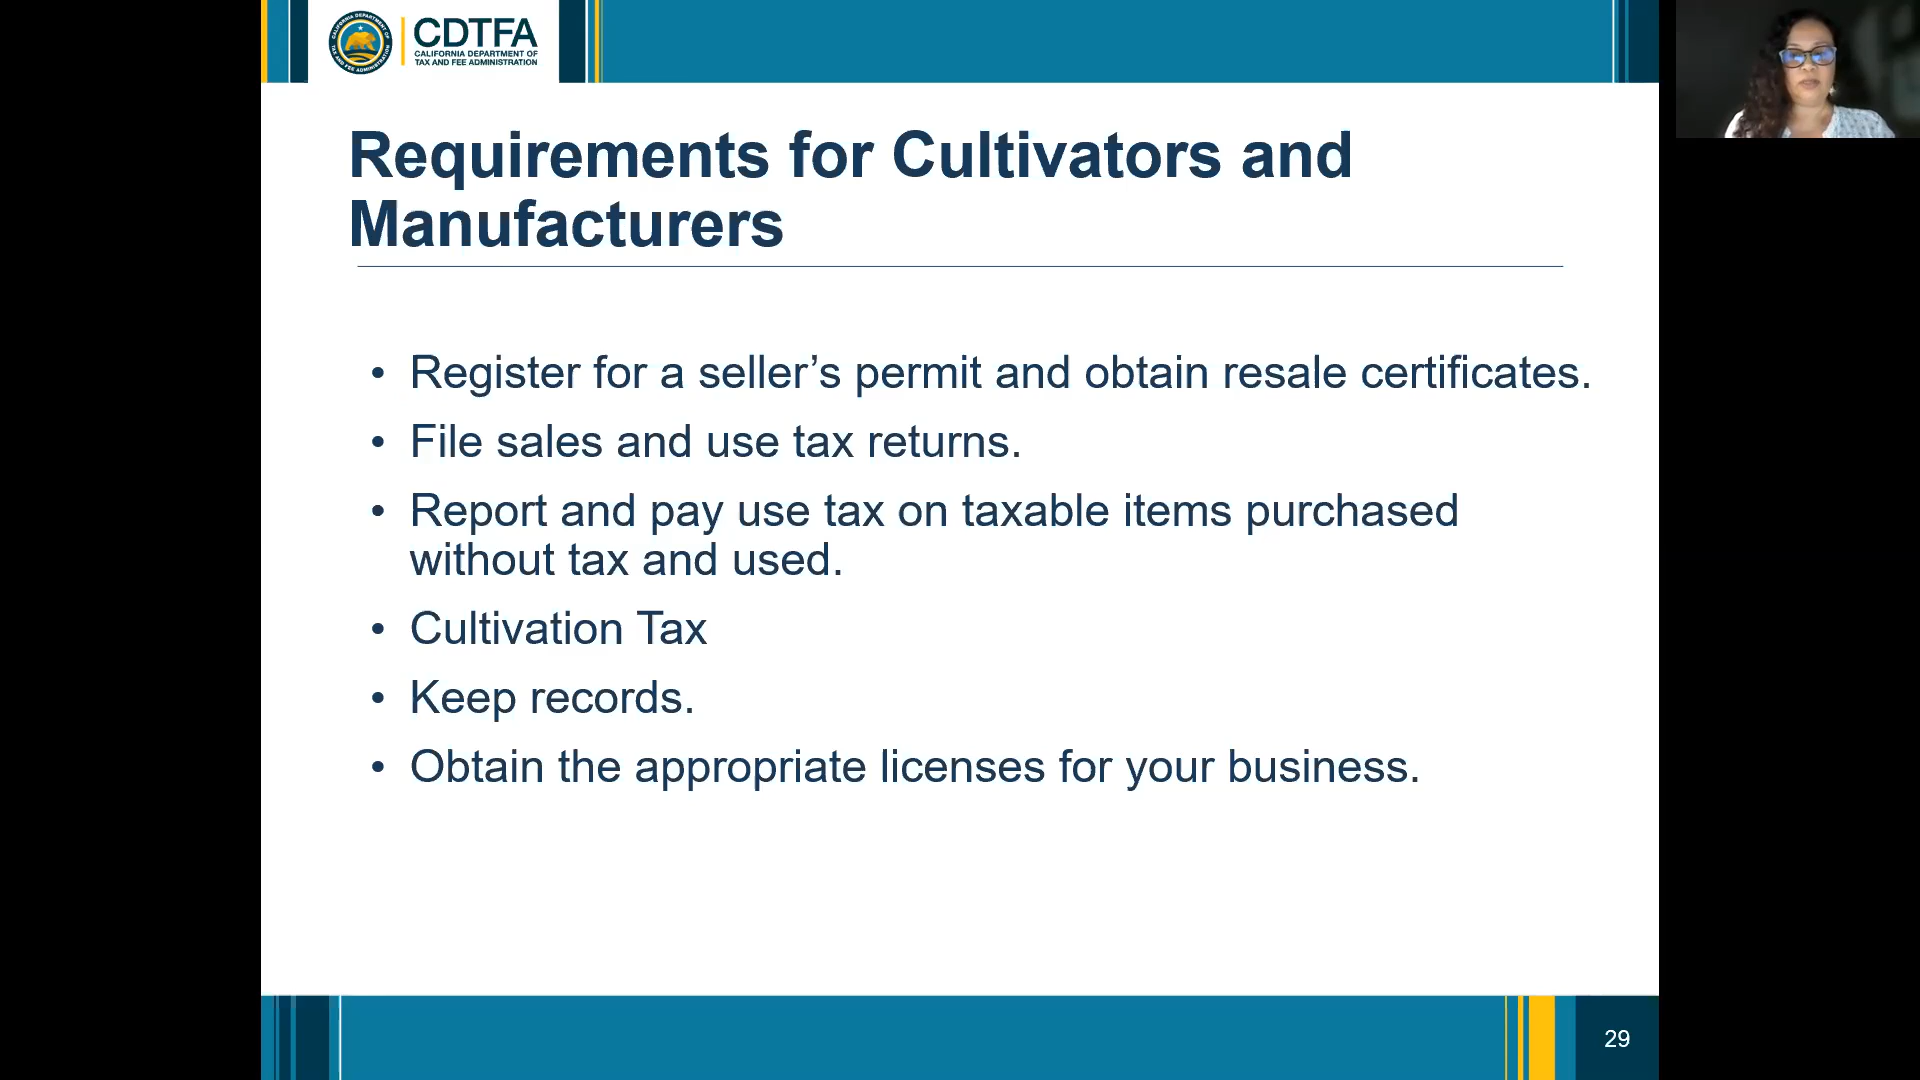 CDTFA
CALIFORNIA DEPARTMENT OF
TAX AND FEE ADMINISTRATION
Requirements for Cultivators and
Manufacturers
• Register for a seller’s permit and obtain resale certificates.
• File sales and use tax returns.
• Report and pay use tax on taxable items purchased
without tax and used.
• Cultivation Tax
• Keep records.
• Obtain the appropriate licenses for your business.
29